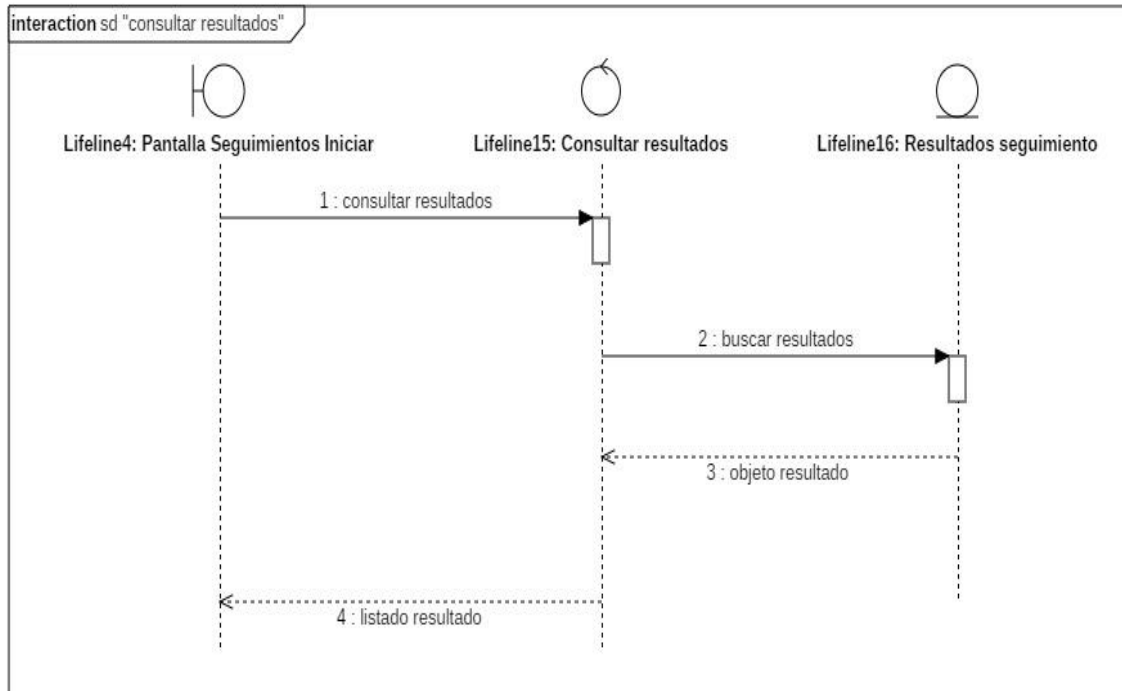 interaction sd "consultar resultados"
Lifeline4: Pantalla Seguimientos Iniciar
Lifeline15: Consultar resultados
Lifeline16: Resultados seguimiento
1 : consultar resultados
2 : buscar resultados
3 : objeto resultado
4 : listado resultado